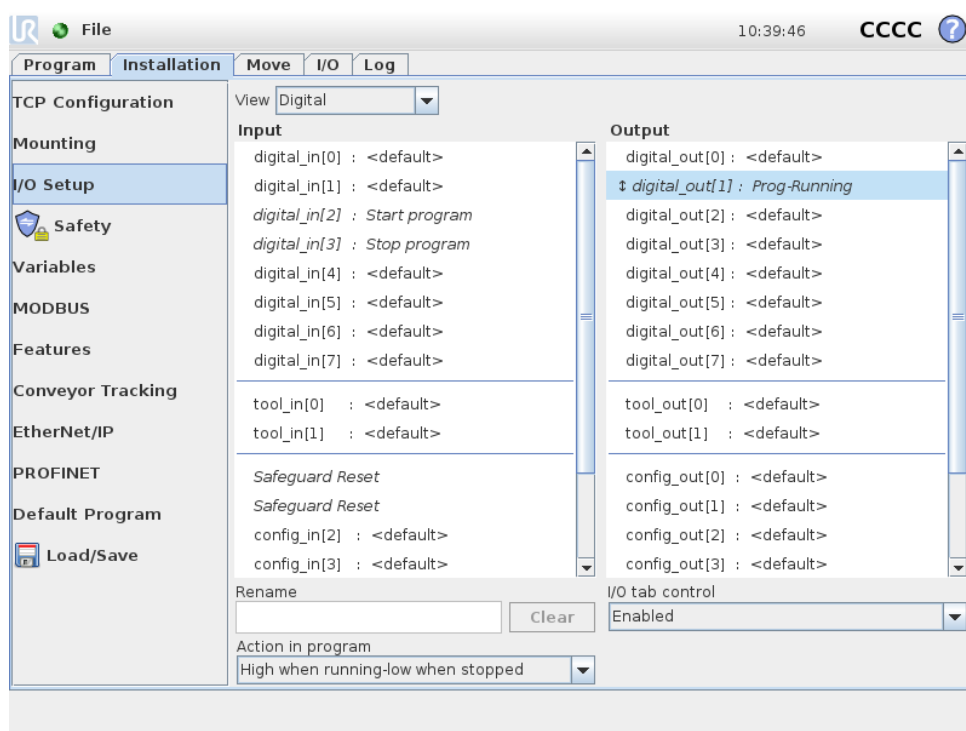 UR File 10:39:46 CCCC ?
Program Installation Move I/O Log
TCP Configuration
Mounting
I/O Setup
Safety
Variables
MODBUS
Features
Conveyor Tracking
EtherNet/IP
PROFINET
Default Program
Load/Save
View Digital
Input
digital_in[0] : <default>
digital_in[1] : <default>
digital_in[2] : Start program
digital_in[3] : Stop program
digital_in[4] : <default>
digital_in[5] : <default>
digital_in[6] : <default>
digital_in[7] : <default>
tool_in[0] : <default>
tool_in[1] : <default>
Safeguard Reset
Safeguard Reset
config_in[2] : <default>
config_in[3] : <default>
Output
digital_out[0] : <default>
↕ digital_out[1] : Prog-Running
digital_out[2] : <default>
digital_out[3] : <default>
digital_out[4] : <default>
digital_out[5] : <default>
digital_out[6] : <default>
digital_out[7] : <default>
tool_out[0] : <default>
tool_out[1] : <default>
config_out[0] : <default>
config_out[1] : <default>
config_out[2] : <default>
config_out[3] : <default>
Rename
Clear
Action in program
High when running-low when stopped
I/O tab control
Enabled